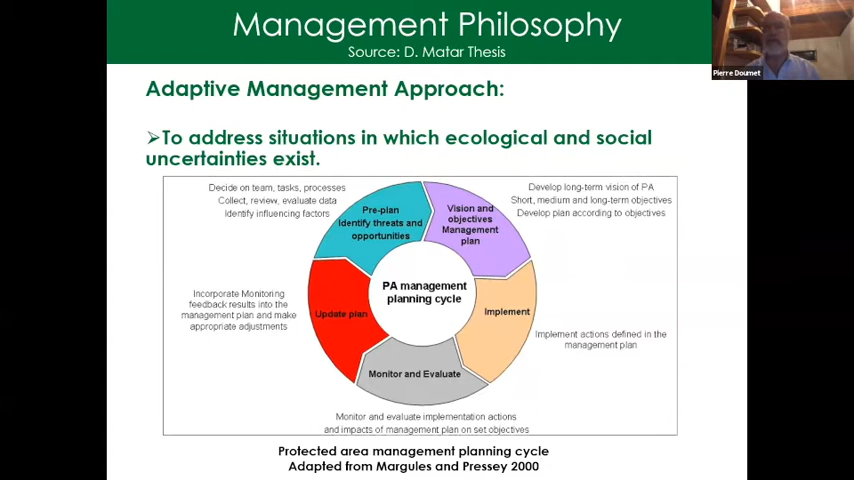 Management Philosophy
Source: D. Matar Thesis
Pierre Doumet
Adaptive Management Approach:
➢To address situations in which ecological and social
uncertainties exist.
Decide on team, tasks, processes
Collect, review, evaluate data
Identify influencing factors
Pre-plan
Identify threats and
opportunities
Vision and
objectives
Management
plan
Develop long-term vision of PA
Short, medium and long-term objectives
Develop plan according to objectives
PA management
planning cycle
Incorporate Monitoring
feedback results into the
management plan and make
appropriate adjustments
Update plan
Implement
Implement actions defined in the
management plan
Monitor and Evaluate
Monitor and evaluate implementation actions
and impacts of management plan on set objectives
Protected area management planning cycle
Adapted from Margules and Pressey 2000